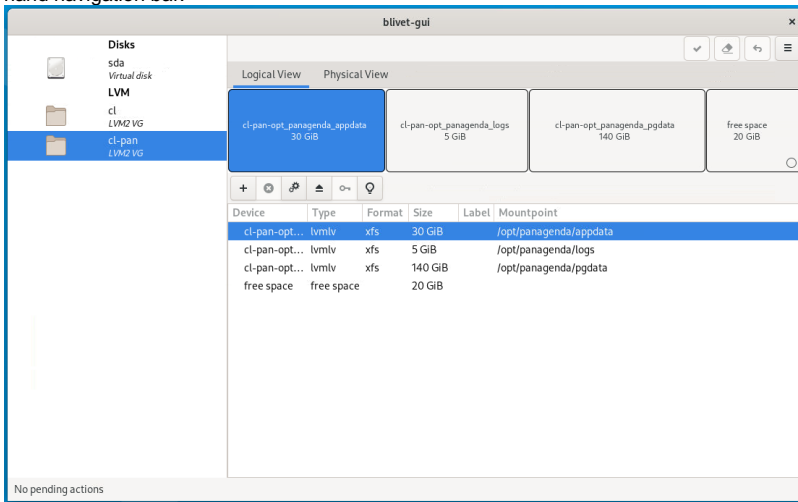 blivet-gui
Disks
sda
Virtual disk
LVM
cl
LVM2 VG
cl-pan
LVM2 VG
Logical View Physical View
cl-pan-opt_panagenda_appdata
30 GiB
cl-pan-opt_panagenda_logs
5 GiB
cl-pan-opt_panagenda_pgdata
140 GiB
free space
20 GiB
Device Type Format Size Label Mountpoint
cl-pan-opt... lvmlv xfs 30 GiB /opt/panagenda/appdata
cl-pan-opt... lvmlv xfs 5 GiB /opt/panagenda/logs
cl-pan-opt... lvmlv xfs 140 GiB /opt/panagenda/pgdata
free space free space 20 GiB
No pending actions